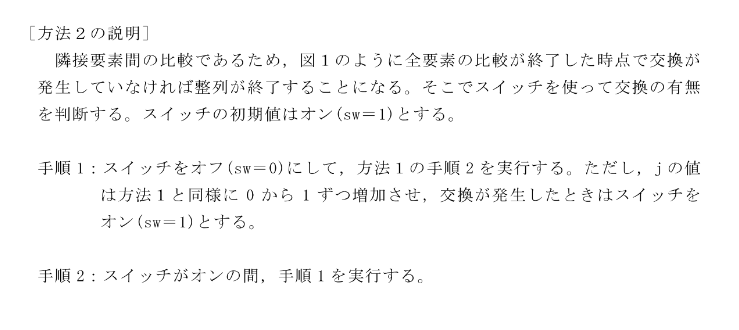 ［方法２の説明］
隣接要素間の比較であるため，図１のように全要素の比較が終了した時点で交換が
発生していなければ整列が終了することになる。そこでスイッチを使って交換の有無
を判断する。スイッチの初期値はオン(sw＝1)とする。
手順１：スイッチをオフ(sw＝0)にして，方法１の手順２を実行する。ただし，ｊの値
は方法１と同様に０から１ずつ増加させ，交換が発生したときはスイッチを
オン(sw＝1)とする。
手順２：スイッチがオンの間，手順１を実行する。